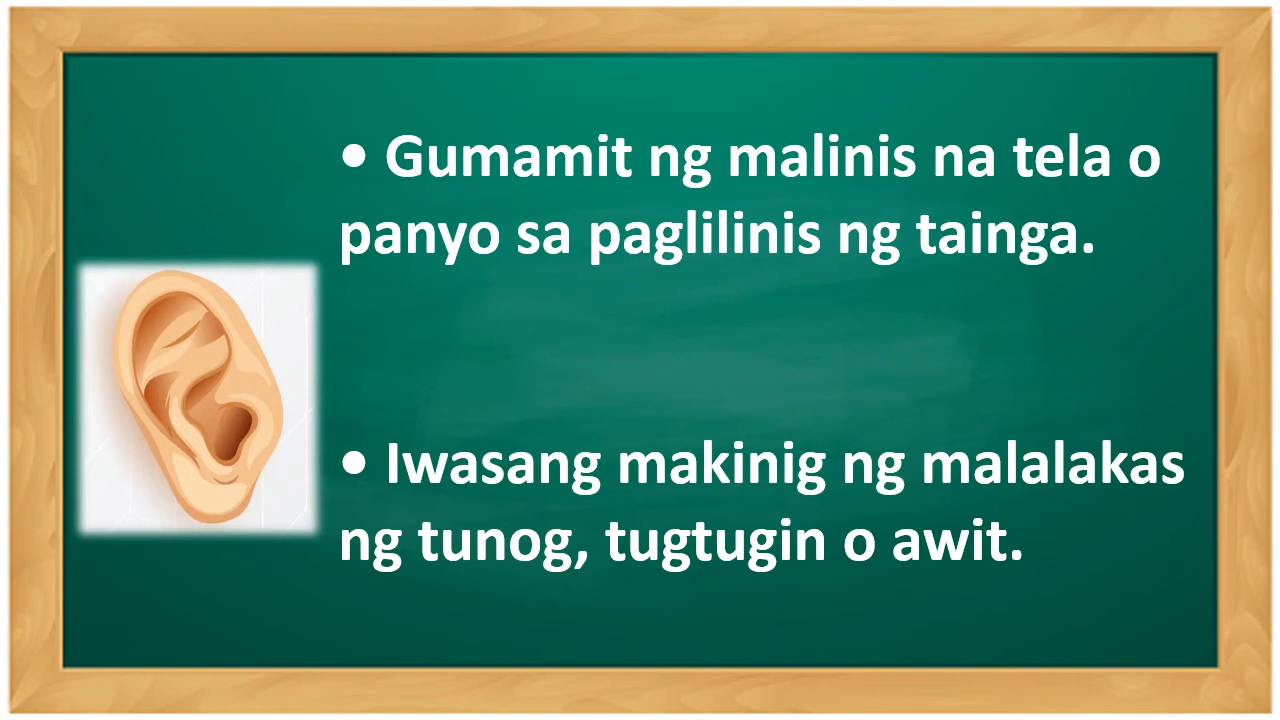 • Gumamit ng malinis na tela o
panyo sa paglilinis ng tainga.
• Iwasang makinig ng malalakas
ng tunog, tugtugin o awit.